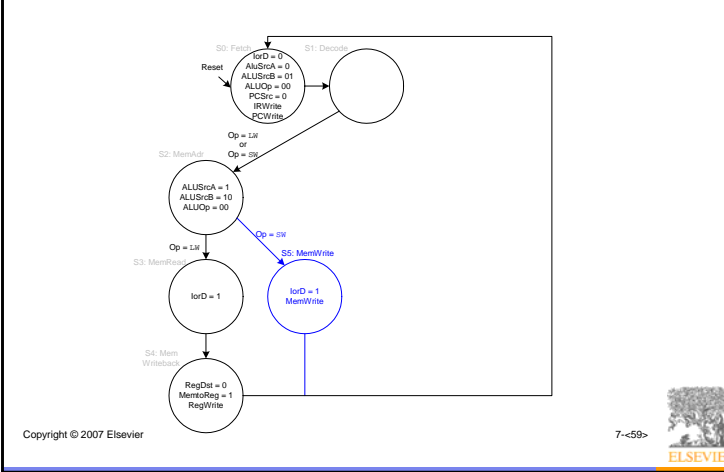 S0: Fetch
S1: Decode
Reset
IorD = 0
AluSrcA = 0
ALUSrcB = 01
ALUOp = 00
PCSrc = 0
IRWrite
PCWrite
Op = LW
or
Op = SW
S2: MemAdr
ALUSrcA = 1
ALUSrcB = 10
ALUOp = 00
Op = SW
Op = LW
S5: MemWrite
S3: MemRead
IorD = 1
IorD = 1
MemWrite
S4: Mem
Writeback
RegDst = 0
MemtoReg = 1
RegWrite
Copyright © 2007 Elsevier
7-<59>
ELSEVIE